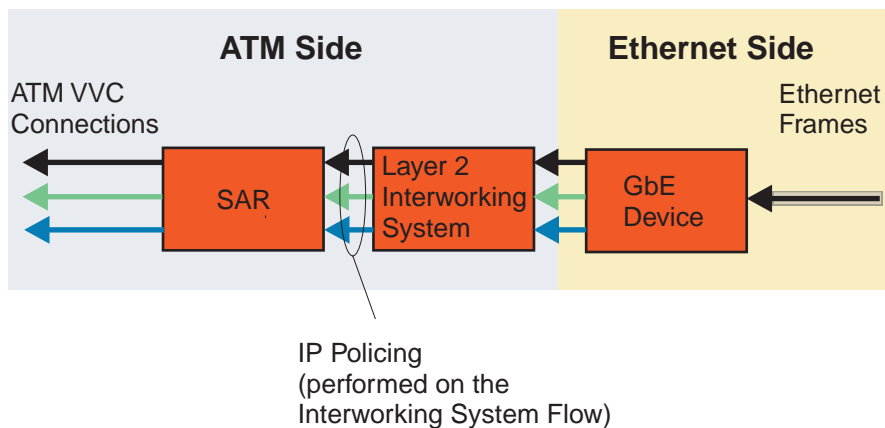 ATM Side
Ethernet Side
ATM VVC
Connections
Ethernet
Frames
SAR
Layer 2
Interworking
System
GbE
Device
IP Policing
(performed on the
Interworking System Flow)